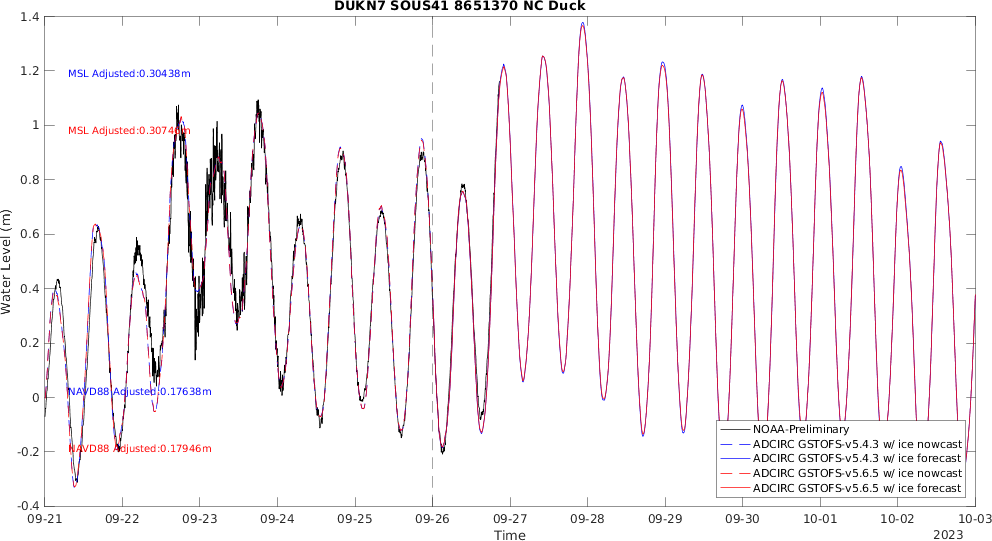 DUKN7 SOUS41 8651370 NC Duck
1.4
1.2
1
0.8
0.6
0.4
0.2
0
-0.2
-0.4
Water Level (m)
MSL Adjusted:0.30438m
MSL Adjusted:0.30746m
NAVD88 Adjusted:0.17638m
NAVD88 Adjusted:0.17946m
NOAA-Preliminary
ADCIRC GSTOFS-v5.4.3 w/ ice nowcast
ADCIRC GSTOFS-v5.4.3 w/ ice forecast
ADCIRC GSTOFS-v5.6.5 w/ ice nowcast
ADCIRC GSTOFS-v5.6.5 w/ ice forecast
09-21 09-22 09-23 09-24 09-25 09-26 09-27 09-28 09-29 09-30 10-01 10-02 10-03
Time
2023